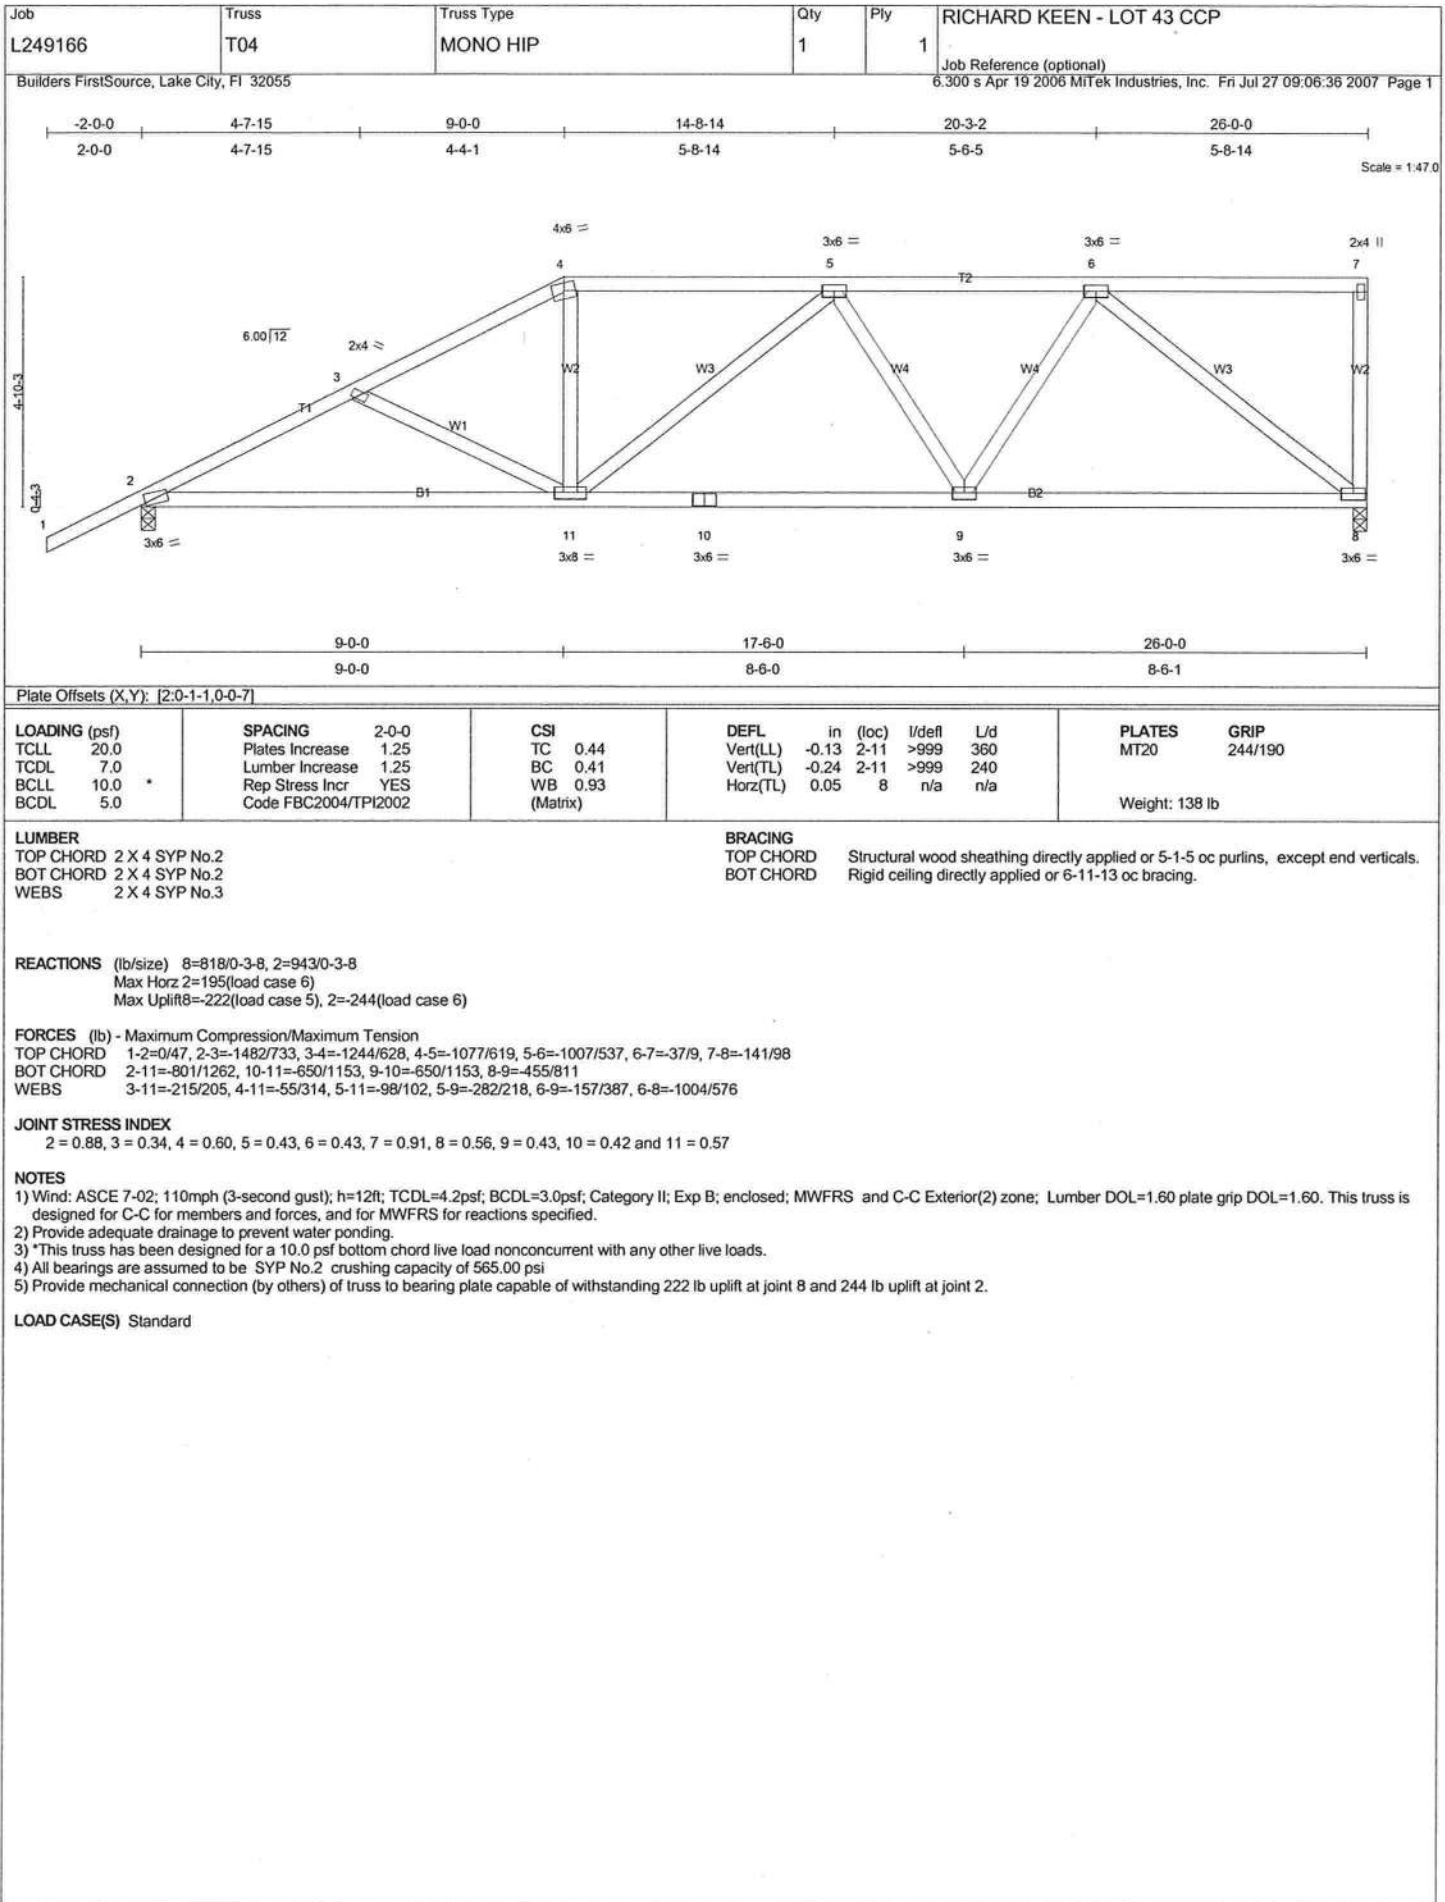 Job Truss Truss Type Qty Ply RICHARD KEEN - LOT 43 CCP
L249166 T04 MONO HIP 1 1
Job Reference (optional)
Builders FirstSource, Lake City, Fl 32055 6.300 s Apr 19 2006 MiTek Industries, Inc. Fri Jul 27 09:06:36 2007 Page 1
-2-0-0 4-7-15 9-0-0 14-8-14 20-3-2 26-0-0
2-0-0 4-7-15 4-4-1 5-8-14 5-6-5 5-8-14
Scale = 1:47.0
4x6 =
3x6 = 3x6 = 2x4 II
4 5 6 7
T2
6.00 12
2x4 =
3
W2 W3 W4 W4 W3 W2
4-10-3
T1
W1
2
0-4-3
B1 B2
1
3x6 =
11 10 9 8
3x8 = 3x6 = 3x6 = 3x6 =
9-0-0 17-6-0 26-0-0
9-0-0 8-6-0 8-6-1
Plate Offsets (X,Y): [2:0-1-1,0-0-7]
LOADING (psf) SPACING 2-0-0 CSI DEFL in (loc) l/defl L/d PLATES GRIP
TCLL 20.0 Plates Increase 1.25 TC 0.44 Vert(LL) -0.13 2-11 >999 360 MT20 244/190
TCDL 7.0 Lumber Increase 1.25 BC 0.41 Vert(TL) -0.24 2-11 >999 240
BCLL 10.0 * Rep Stress Incr YES WB 0.93 Horz(TL) 0.05 8 n/a n/a
BCDL 5.0 Code FBC2004/TPI2002 (Matrix) Weight: 138 lb
LUMBER
TOP CHORD 2 X 4 SYP No.2
BOT CHORD 2 X 4 SYP No.2
WEBS 2 X 4 SYP No.3
BRACING
TOP CHORD Structural wood sheathing directly applied or 5-1-5 oc purlins, except end verticals.
BOT CHORD Rigid ceiling directly applied or 6-11-13 oc bracing.
REACTIONS (lb/size) 8=818/0-3-8, 2=943/0-3-8
Max Horz 2=195(load case 6)
Max Uplift8=-222(load case 5), 2=-244(load case 6)
FORCES (lb) - Maximum Compression/Maximum Tension
TOP CHORD 1-2=0/47, 2-3=-1482/733, 3-4=-1244/628, 4-5=-1077/619, 5-6=-1007/537, 6-7=-37/9, 7-8=-141/98
BOT CHORD 2-11=-801/1262, 10-11=-650/1153, 9-10=-650/1153, 8-9=-455/811
WEBS 3-11=-215/205, 4-11=-55/314, 5-11=-98/102, 5-9=-282/218, 6-9=-157/387, 6-8=-1004/576
JOINT STRESS INDEX
2 = 0.88, 3 = 0.34, 4 = 0.60, 5 = 0.43, 6 = 0.43, 7 = 0.91, 8 = 0.56, 9 = 0.43, 10 = 0.42 and 11 = 0.57
NOTES
1) Wind: ASCE 7-02; 110mph (3-second gust); h=12ft; TCDL=4.2psf; BCDL=3.0psf; Category II; Exp B; enclosed; MWFRS and C-C Exterior(2) zone; Lumber DOL=1.60 plate grip DOL=1.60. This truss is
designed for C-C for members and forces, and for MWFRS for reactions specified.
2) Provide adequate drainage to prevent water ponding.
3) *This truss has been designed for a 10.0 psf bottom chord live load nonconcurrent with any other live loads.
4) All bearings are assumed to be SYP No.2 crushing capacity of 565.00 psi
5) Provide mechanical connection (by others) of truss to bearing plate capable of withstanding 222 lb uplift at joint 8 and 244 lb uplift at joint 2.
LOAD CASE(S) Standard